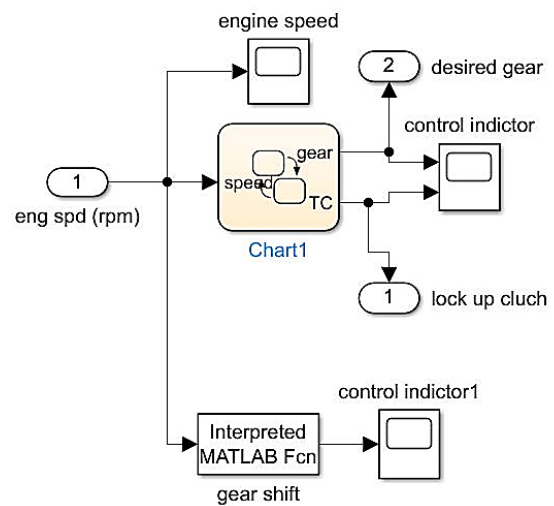 engine speed
2
desired gear
control indictor
gear
speed
TC
1
eng spd (rpm)
Chart1
1
lock up cluch
control indictor1
Interpreted
MATLAB Fcn
gear shift